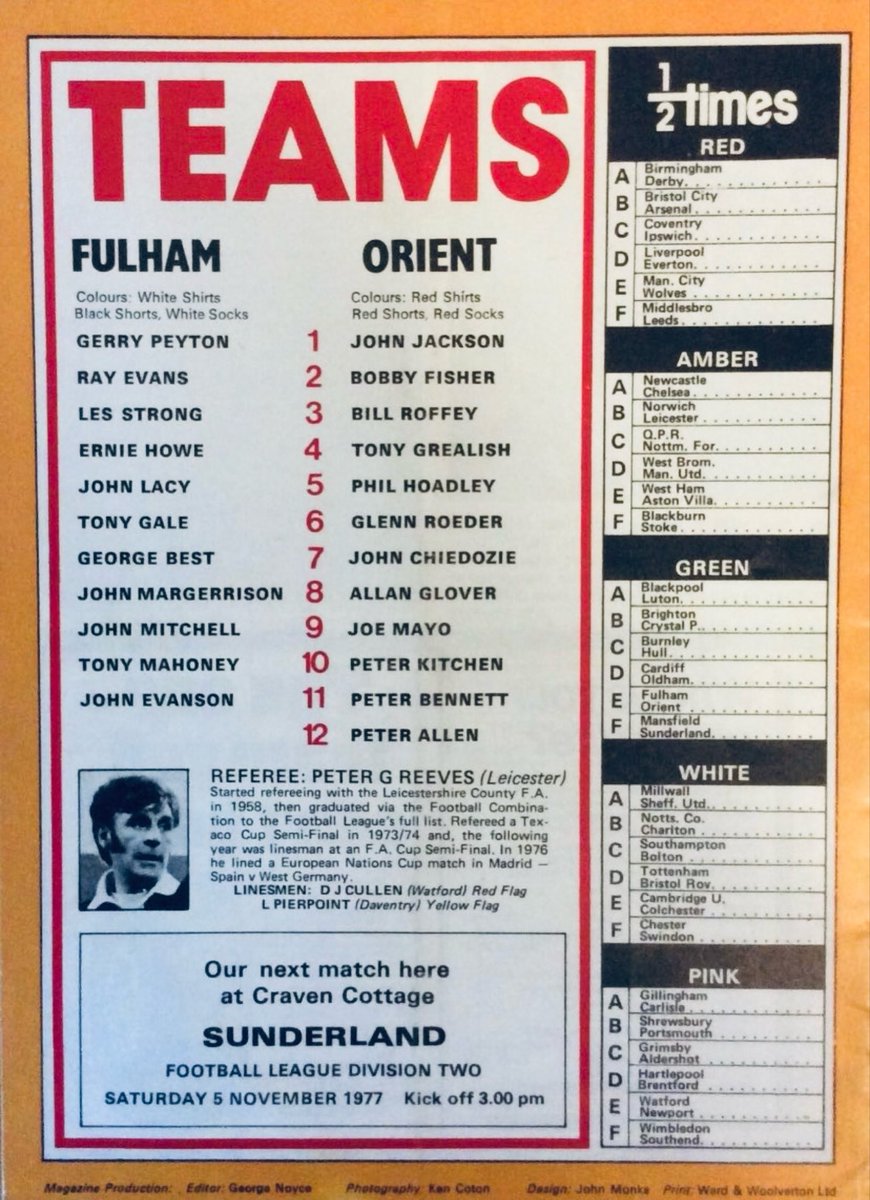 TEAMS
FULHAM
Colours: White Shirts
Black Shorts, White Socks
ORIENT
Colours: Red Shirts
Red Shorts, Red Socks
GERRY PEYTON 1 JOHN JACKSON
RAY EVANS 2 BOBBY FISHER
LES STRONG 3 BILL ROFFEY
ERNIE HOWE 4 TONY GREALISH
JOHN LACY 5 PHIL HOADLEY
TONY GALE 6 GLENN ROEDER
GEORGE BEST 7 JOHN CHIEDOZIE
JOHN MARGERRISON 8 ALLAN GLOVER
JOHN MITCHELL 9 JOE MAYO
TONY MAHONEY 10 PETER KITCHEN
JOHN EVANSON 11 PETER BENNETT
12 PETER ALLEN
REFEREE: PETER G REEVES (Leicester)
Started refereeing with the Leicestershire County F.A.
in 1958, then graduated via the Football Combina-
tion to the Football League's full list. Refereed a Tex-
aco Cup Semi-Final in 1973/74 and, the following
year was linesman at an F.A. Cup Semi-Final. In 1976
he lined a European Nations Cup match in Madrid —
Spain v West Germany.
LINESMEN: D J CULLEN (Watford) Red Flag
L PIERPOINT (Daventry) Yellow Flag
Our next match here
at Craven Cottage
SUNDERLAND
FOOTBALL LEAGUE DIVISION TWO
SATURDAY 5 NOVEMBER 1977 Kick off 3.00 pm
½ times
RED
A Birmingham
Derby
B Bristol City
Arsenal
C Coventry
Ipswich
D Liverpool
Everton
E Man. City
Wolves
F Middlesbro
Leeds
AMBER
A Newcastle
Chelsea
B Norwich
Leicester
C Q.P.R.
Nottm. For.
D West Brom.
Man. Utd.
E West Ham
Aston Villa
F Blackburn
Stoke
GREEN
A Blackpool
Luton
B Brighton
Crystal P.
C Burnley
Hull
D Cardiff
Oldham
E Fulham
Orient
F Mansfield
Sunderland
WHITE
A Millwall
Sheff. Utd.
B Notts. Co.
Charlton
C Southampton
Bolton
D Tottenham
Bristol Rov.
E Cambridge U.
Colchester
F Chester
Swindon
PINK
A Gillingham
Carlisle
B Shrewsbury
Portsmouth
C Grimsby
Aldershot
D Hartlepool
Brentford
E Watford
Newport
F Wimbledon
Southend
Magazine Production: Editor: George Noyce Photography: Ken Coton Design: John Monks Print: Ward & Woolverton Ltd